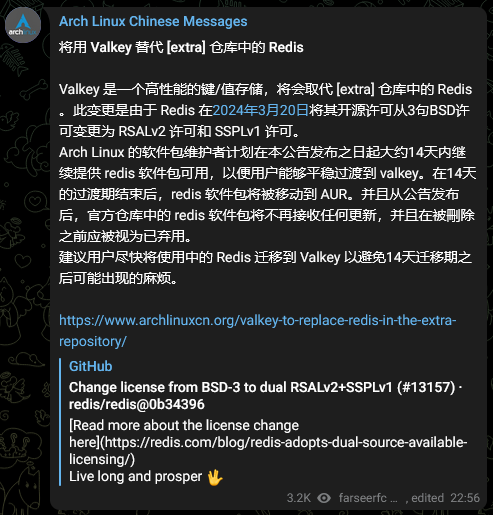 Arch Linux Chinese Messages
archlinux
将用 Valkey 替代 [extra] 仓库中的 Redis
Valkey 是一个高性能的键/值存储，将会取代 [extra] 仓库中的 Redis
。此变更是由于 Redis 在2024年3月20日将其开源许可从3句BSD许
可变更为 RSALv2 许可和 SSPLv1 许可。
Arch Linux 的软件包维护者计划在本公告发布之日起大约14天内继
续提供 redis 软件包可用，以便用户能够平稳过渡到 valkey。在14天
的过渡期结束后，redis 软件包将被移动到 AUR。并且从公告发布
后，官方仓库中的 redis 软件包将不再接收任何更新，并且在被刪除
之前应被视为已弃用。
建议用户尽快将使用中的 Redis 迁移到 Valkey 以避免14天迁移期之
后可能出现的麻烦。
https://www.archlinuxcn.org/valkey-to-replace-redis-in-the-extra-
repository/
GitHub
Change license from BSD-3 to dual RSALv2+SSPLv1 (#13157) ·
redis/redis@0b34396
[Read more about the license change
here](https://redis.com/blog/redis-adopts-dual-source-available-
licensing/)
Live long and prosper 🖖
3.2K farseerfc ... , edited 22:56